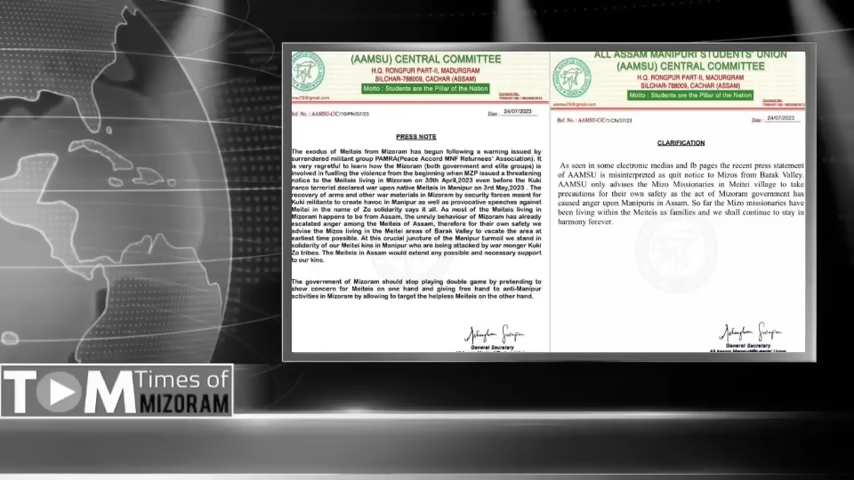 (AAMSU) CENTRAL COMMITTEE
H.Q. RONGPUR PART-II, MADURGRAM
SILCHAR-788009, CACHAR (ASSAM)
Motto : Students are the Pillar of the Nation
Date : 24/07/2023
PRESS NOTE
The exodus of Meiteis from Mizoram has begun following a warning issued by
surrendered militant group PAMRA(Peace Accord MNF Returnees' Association). It
is very regretful to learn how the Mizoram (both government and elite groups) is
involved in fuelling the violence from the beginning when MZP issued a threatening
notice to the Meiteis living in Mizoram on 30th April,2023 even before the Kuki
narco terrorist declared war upon native Meiteis in Manipur on 3rd May,2023 . The
recovery of arms and other war materials in Mizoram by security forces meant for
Kuki militants to create havoc in Manipur as well as provocative speeches against
Meitei in the name of Zo solidarity says it all. As most of the Meiteis living in
Mizoram happens to be from Assam, the unruly behaviour of Mizoram has already
escalated anger among the Meiteis of Assam, therefore for their own safety we
advise the Mizos living in the Meitei areas of Barak Valley to vacate the area at
earliest time possible. At this crucial juncture of the Manipur turmoil we stand in
solidarity of our Meitei kins in Manipur who are being attacked by war monger Kuki
Zo tribes. The Meiteis in Assam would extend any possible and necessary support
to our kins.
The government of Mizoram should stop playing double game by pretending to
show concern for Meiteis on one hand and giving free hand to anti-Manipur
activities in Mizoram by allowing to target the helpless Meiteis on the other hand.
General Secretary
ALL ASSAM MANIPURI STUDENTS' UNION
(AAMSU) CENTRAL COMMITTEE
H.Q. RONGPUR PART-II, MADURGRAM
SILCHAR-788009, CACHAR (ASSAM)
Motto : Students are the Pillar of the Nation
Date : 24/07/2023
CLARIFICATION
As seen in some electronic medias and fb pages the recent press statement
of AAMSU is misinterpreted as quit notice to Mizos from Barak Valley.
AAMSU only advises the Mizo Missionaries in Meitei village to take
precautions for their own safety as the act of Mizoram government has
caused anger upon Manipuris in Assam. So far the Mizo missionaries have
been living within the Meiteis as families and we shall continue to stay in
harmony forever.
General Secretary
TOM Times of
MIZORAM